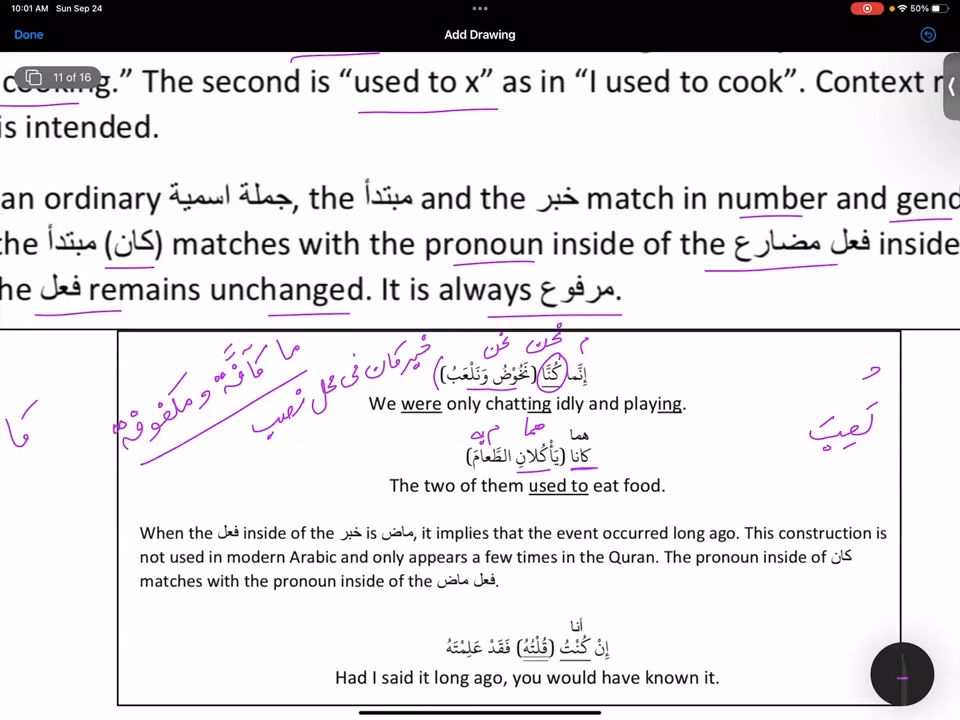 10:01 AM Sun Sep 24
50%
Done
Add Drawing
11 of 16
cooking.” The second is “used to x” as in “I used to cook”. Context
is intended.
an ordinary جملة اسمية, the مبتدأ and the خبر match in number and gend
the مبتدأ (كان) matches with the pronoun inside of the فعل مضارع inside
he فعل remains unchanged. It is always مرفوع.
نحن نحن
إِنَّما كُنَّا (نَخُوْضُ وَنَلْعَبُ)
خبر كان في محل نصب
ما كافّة ومكفوفة
We were only chatting idly and playing.
هما هما
كانا (يَأْكُلانِ الطَّعامَ)
The two of them used to eat food.
When the فعل inside of the خبر is ماض, it implies that the event occurred long ago. This construction is
not used in modern Arabic and only appears a few times in the Quran. The pronoun inside of كان
matches with the pronoun inside of the فعل ماض.
أنا
إِنْ كُنْتُ (قُلْتُهُ) فَقَدْ عَلِمْتَهُ
Had I said it long ago, you would have known it.